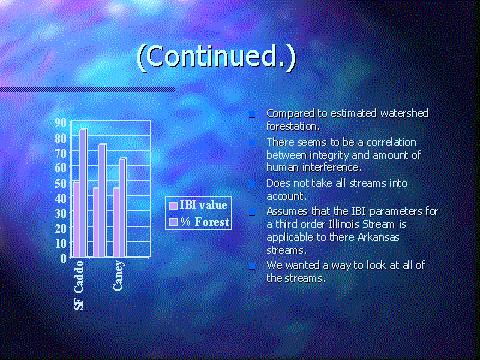 (Continued.)
90
80
70
60
50
40
30
20
10
0
SF Caddo
Caney
IBI value
% Forest
Compared to estimated watershed
forestation.
There seems to be a correlation
between integrity and amount of
human interference.
Does not take all streams into
account.
Assumes that the IBI parameters for
a third order Illinois Stream is
applicable to there Arkansas
streams.
We wanted a way to look at all of
the streams.